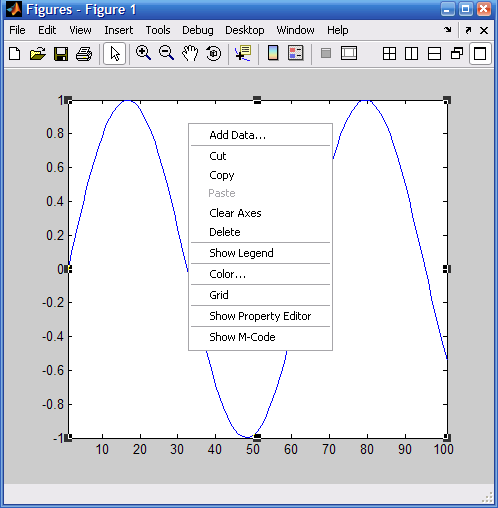 Figures - Figure 1
File Edit View Insert Tools Debug Desktop Window Help
1
0.8
0.6
0.4
0.2
0
-0.2
-0.4
-0.6
-0.8
-1
Add Data...
Cut
Copy
Paste
Clear Axes
Delete
Show Legend
Color...
Grid
Show Property Editor
Show M-Code
10 20 30 40 50 60 70 80 90 100